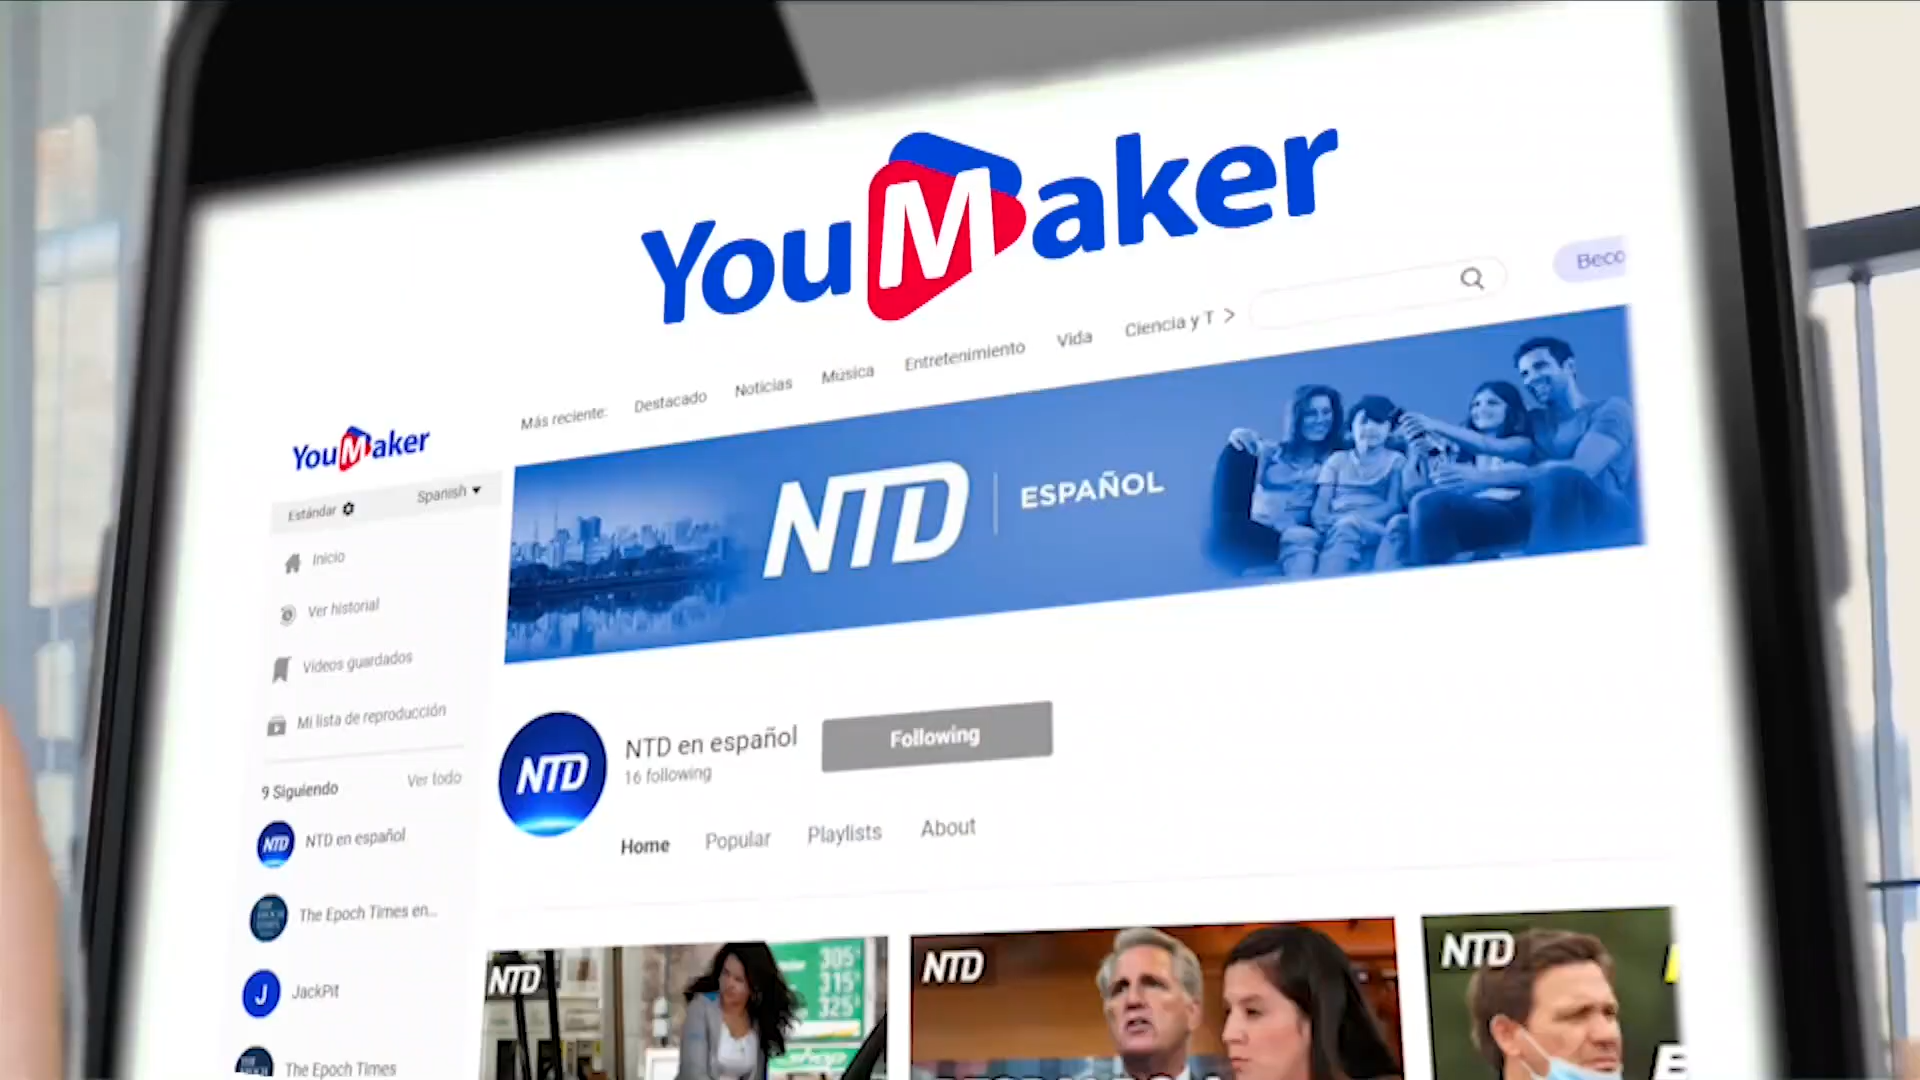 YouMaker
Beco
Más reciente: Destacado Noticias Música Entretenimiento Vida Ciencia y T >
YouMaker
Estándar Spanish
Inicio
Ver historial
Videos guardados
Mi lista de reproducción
9 Siguiendo Ver todo
NTD NTD en español
The Epoch Times en...
J JackPit
The Epoch Times
NTD ESPAÑOL
NTD
NTD en español
16 following
Following
Home Popular Playlists About
NTD
305
315
325
NTD
NTD